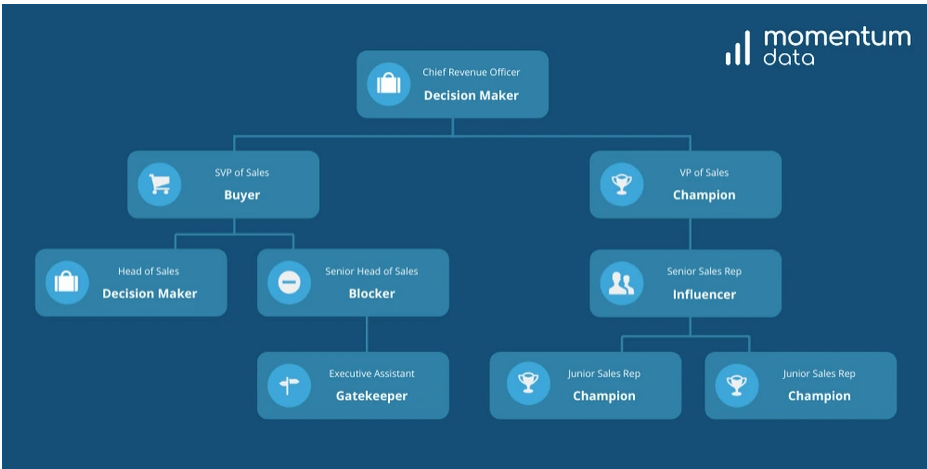 momentum
data
Chief Revenue Officer
Decision Maker
SVP of Sales
Buyer
VP of Sales
Champion
Head of Sales
Decision Maker
Senior Head of Sales
Blocker
Senior Sales Rep
Influencer
Executive Assistant
Gatekeeper
Junior Sales Rep
Champion
Junior Sales Rep
Champion